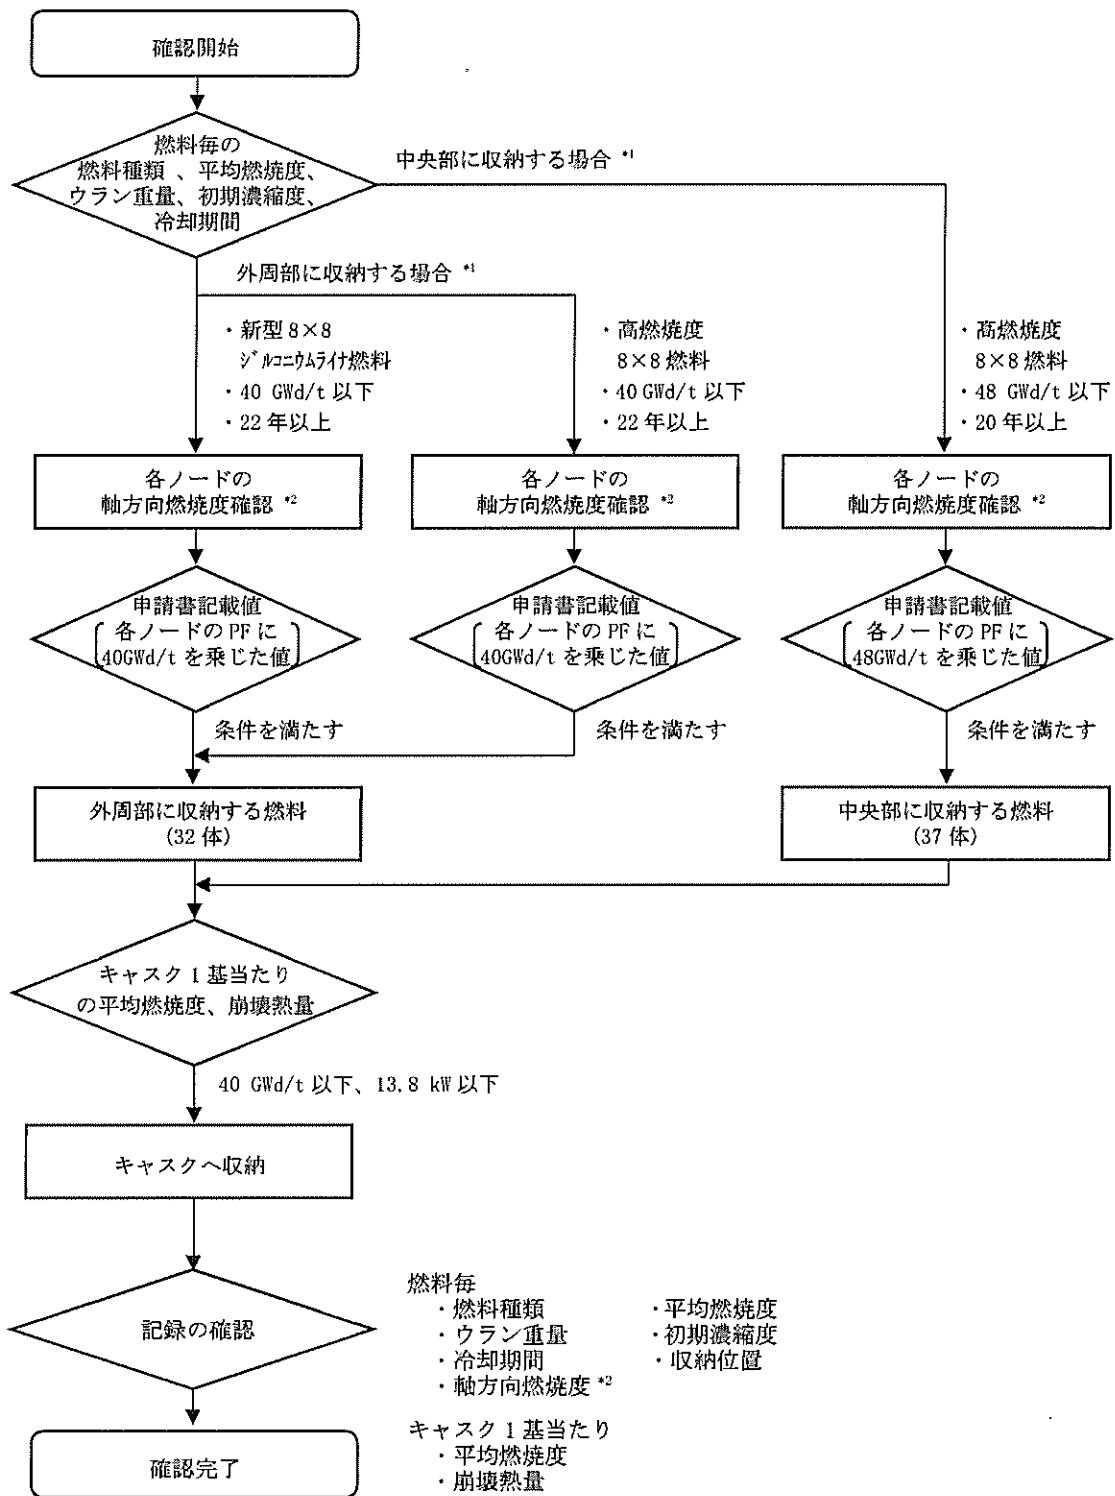 確認開始
燃料毎の
燃料種類 、平均燃焼度、
ウラン重量、初期濃縮度、
冷却期間
中央部に収納する場合 *1
外周部に収納する場合 *1
・新型 8×8
ジルコニウムライナ燃料
・40 GWd/t 以下
・22 年以上
・高燃焼度
8×8 燃料
・40 GWd/t 以下
・22 年以上
・高燃焼度
8×8 燃料
・48 GWd/t 以下
・20 年以上
各ノードの
軸方向燃焼度確認 *2
各ノードの
軸方向燃焼度確認 *2
各ノードの
軸方向燃焼度確認 *2
申請書記載値
各ノードの PF に
40GWd/t を乗じた値
申請書記載値
各ノードの PF に
40GWd/t を乗じた値
申請書記載値
各ノードの PF に
48GWd/t を乗じた値
条件を満たす
条件を満たす
条件を満たす
外周部に収納する燃料
(32 体)
中央部に収納する燃料
(37 体)
キャスク 1 基当たり
の平均燃焼度、崩壊熱量
40 GWd/t 以下、13.8 kW 以下
キャスクへ収納
記録の確認
燃料毎
・燃料種類 ・平均燃焼度
・ウラン重量 ・初期濃縮度
・冷却期間 ・収納位置
・軸方向燃焼度 *2
キャスク 1 基当たり
・平均燃焼度
・崩壊熱量
確認完了